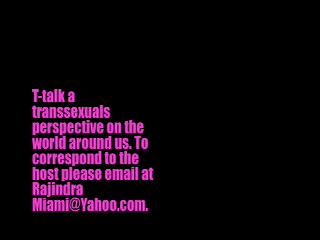 T-talk a
transsexuals
perspective on the
world around us. To
correspond to the
host please email at
Rajindra
Miami@Yahoo.com.